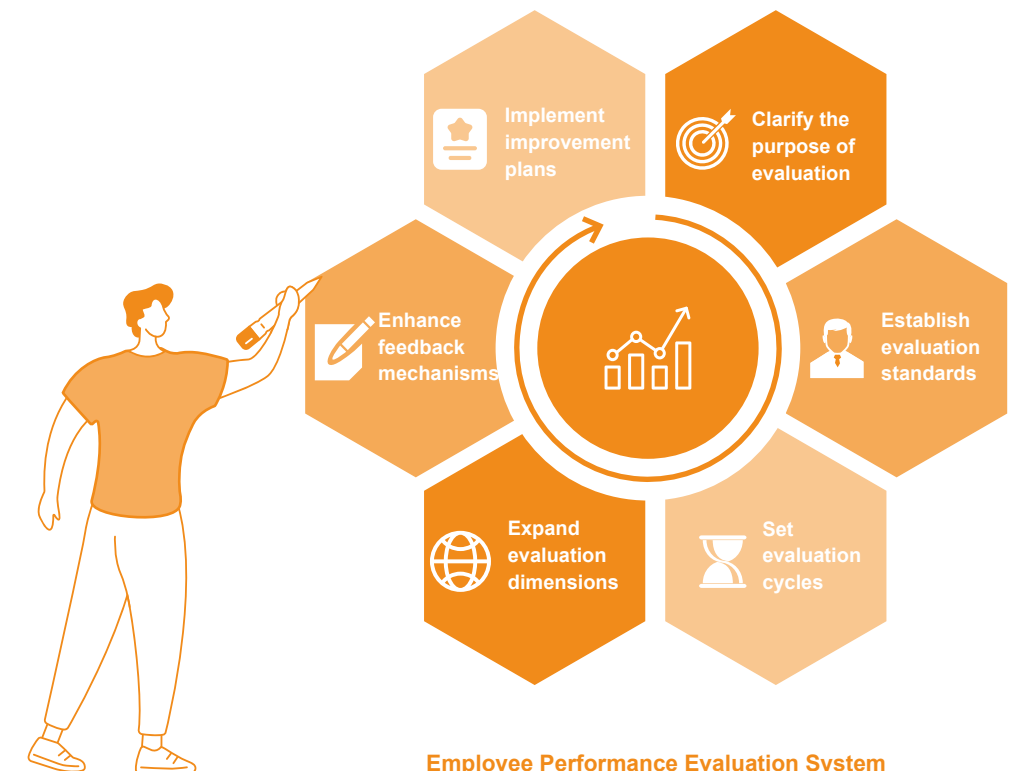 Implement
improvement
plans
Clarify the
purpose of
evaluation
Enhance
feedback
mechanisms
Establish
evaluation
standards
Expand
evaluation
dimensions
Set
evaluation
cycles
Employee Performance Evaluation System